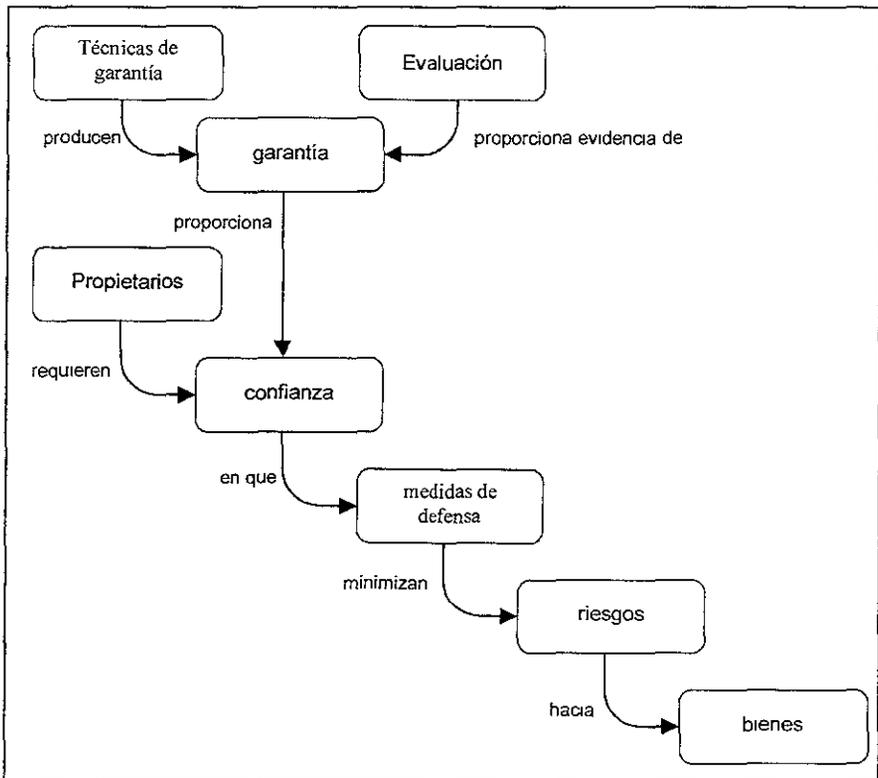 Técnicas de
garantía
Evaluación
producen
garantía
proporciona evidencia de
proporciona
Propietarios
requieren
confianza
en que
medidas de
defensa
minimizan
riesgos
hacia
bienes